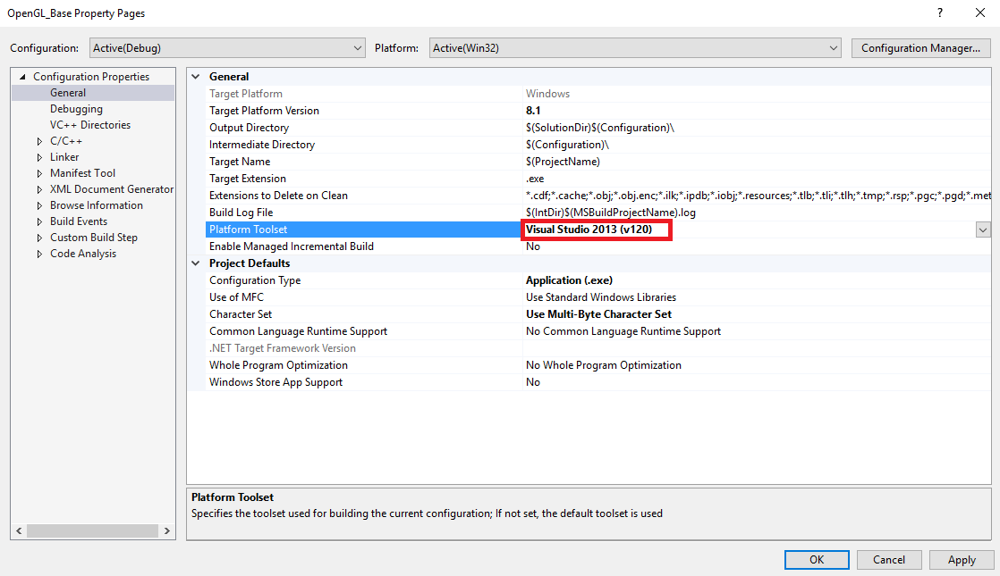 OpenGL_Base Property Pages
?
Configuration: Active(Debug) Platform: Active(Win32) Configuration Manager...
Configuration Properties
General
Debugging
VC++ Directories
C/C++
Linker
Manifest Tool
XML Document Generator
Browse Information
Build Events
Custom Build Step
Code Analysis
General
Target Platform Windows
Target Platform Version 8.1
Output Directory $(SolutionDir)$(Configuration)\
Intermediate Directory $(Configuration)\
Target Name $(ProjectName)
Target Extension .exe
Extensions to Delete on Clean *.cdf;*.cache;*.obj;*.obj.enc;*.ilk;*.ipdb;*.iobj;*.resources;*.tlb;*.tli;*.tlh;*.tmp;*.rsp;*.pgc;*.pgd;*.met
Build Log File $(IntDir)$(MSBuildProjectName).log
Platform Toolset Visual Studio 2013 (v120)
Enable Managed Incremental Build No
Project Defaults
Configuration Type Application (.exe)
Use of MFC Use Standard Windows Libraries
Character Set Use Multi-Byte Character Set
Common Language Runtime Support No Common Language Runtime Support
.NET Target Framework Version
Whole Program Optimization No Whole Program Optimization
Windows Store App Support No
Platform Toolset
Specifies the toolset used for building the current configuration; If not set, the default toolset is used
OK Cancel Apply